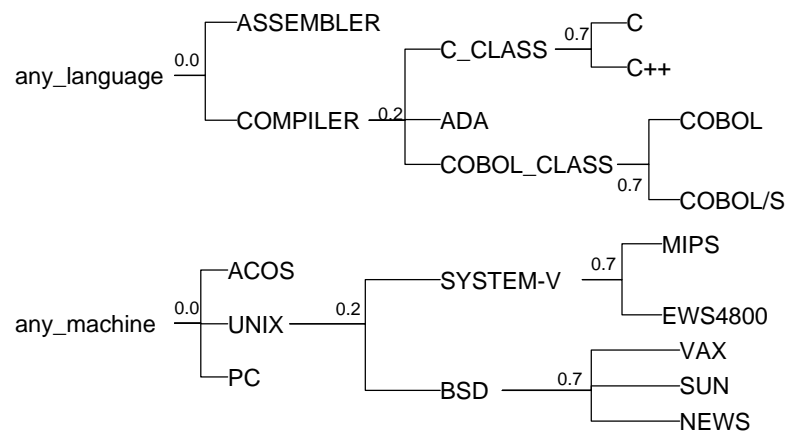 ASSEMBLER
any_language
0.0
COMPILER
0.2
C_CLASS
0.7
C
C++
ADA
COBOL_CLASS
0.7
COBOL
COBOL/S
any_machine
0.0
ACOS
UNIX
PC
0.2
SYSTEM-V
0.7
MIPS
EWS4800
BSD
0.7
VAX
SUN
NEWS